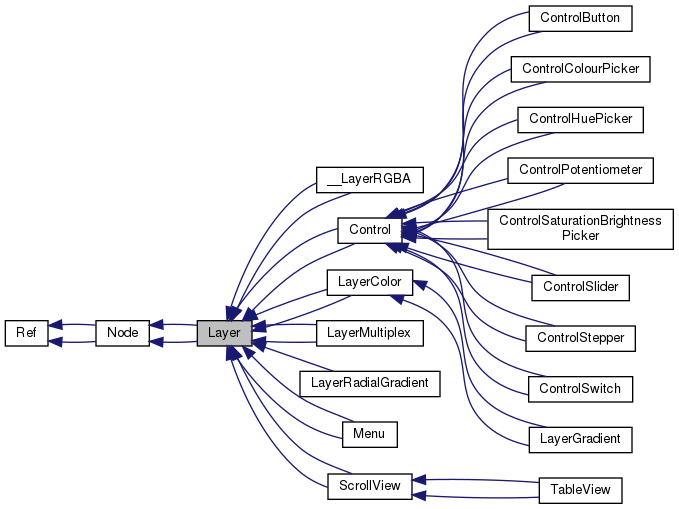 Ref
Node
Layer
__LayerRGBA
Control
LayerColor
LayerMultiplex
LayerRadialGradient
Menu
ScrollView
ControlButton
ControlColourPicker
ControlHuePicker
ControlPotentiometer
ControlSaturationBrightness
Picker
ControlSlider
ControlStepper
ControlSwitch
LayerGradient
TableView